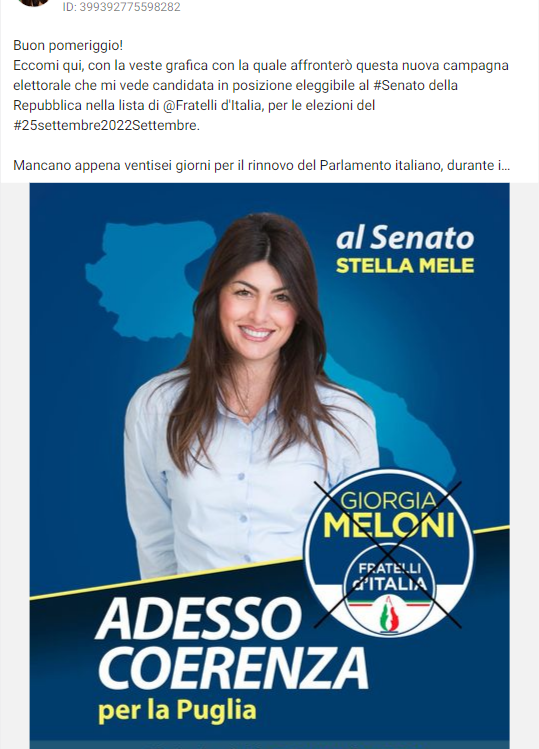 ID: 399392775598282
Buon pomeriggio!
Eccomi qui, con la veste grafica con la quale affronterò questa nuova campagna
elettorale che mi vede candidata in posizione eleggibile al #Senato della
Repubblica nella lista di @Fratelli d'Italia, per le elezioni del
#25settembre2022Settembre.
Mancano appena ventisei giorni per il rinnovo del Parlamento italiano, durante i...
al Senato
STELLA MELE
GIORGIA
MELONI
FRATELLI
d'ITALIA
ADESSO
COERENZA
per la Puglia